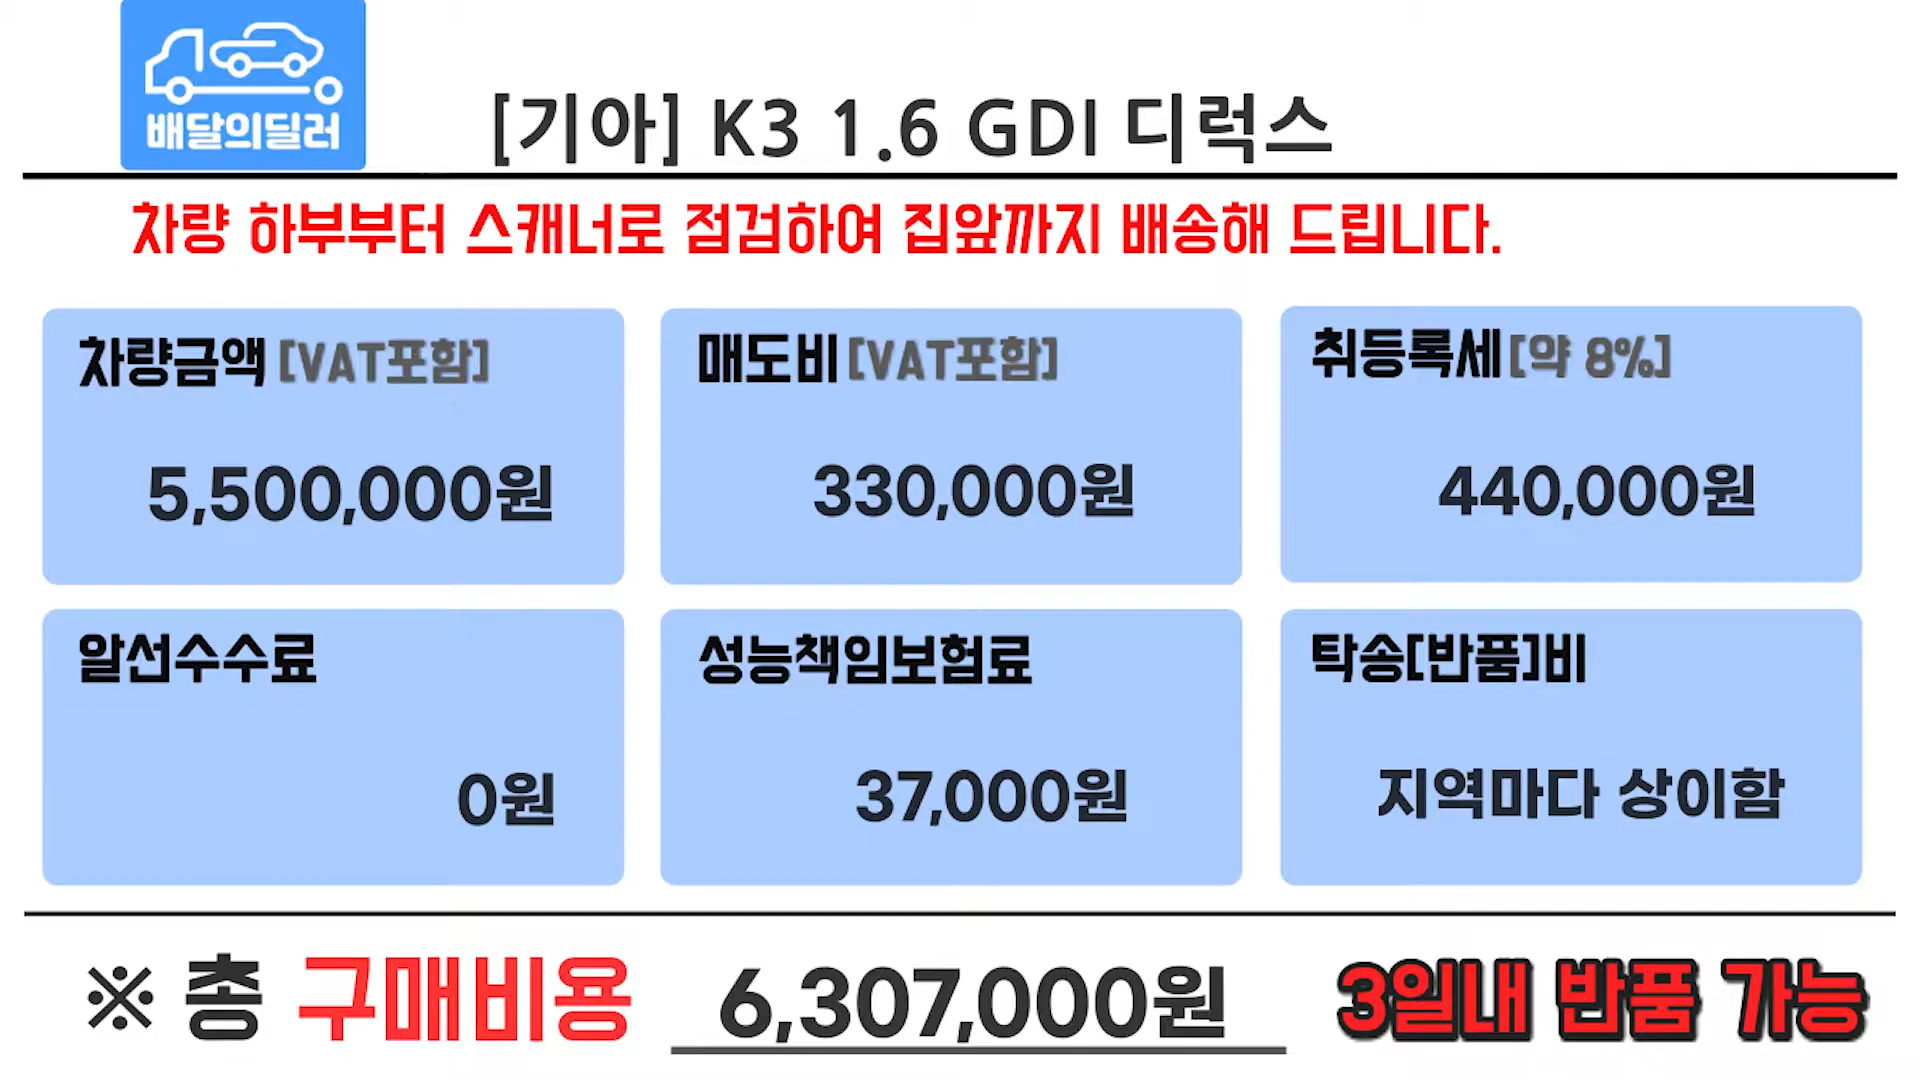 배달의딜러
[기아] K3 1.6 GDI 디럭스
차량 하부부터 스캐너로 점검하여 집앞까지 배송해 드립니다.
차량금액 [VAT포함]
5,500,000원
매도비 [VAT포함]
330,000원
취등록세[약 8%]
440,000원
알선수수료
0원
성능책임보험료
37,000원
탁송[반품]비
지역마다 상이함
※ 총 구매비용 6,307,000원 3일내 반품 가능